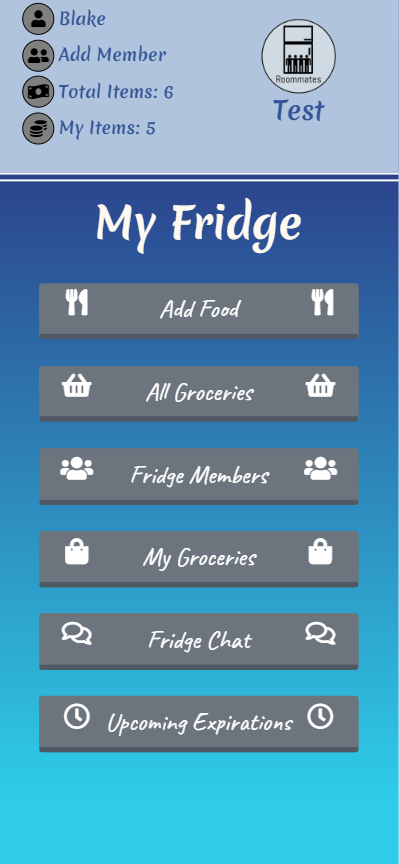 Blake
Add Member
Total Items: 6
My Items: 5
Roommates
Test
My Fridge
Add Food
All Groceries
Fridge Members
My Groceries
Fridge Chat
Upcoming Expirations